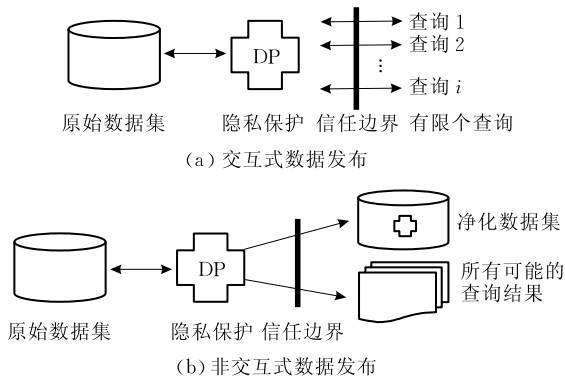 DP
查询1
查询2
⋮
查询i
原始数据集 隐私保护 信任边界 有限个查询
(a)交互式数据发布
净化数据集
DP
所有可能的
查询结果
原始数据集 隐私保护 信任边界
(b)非交互式数据发布